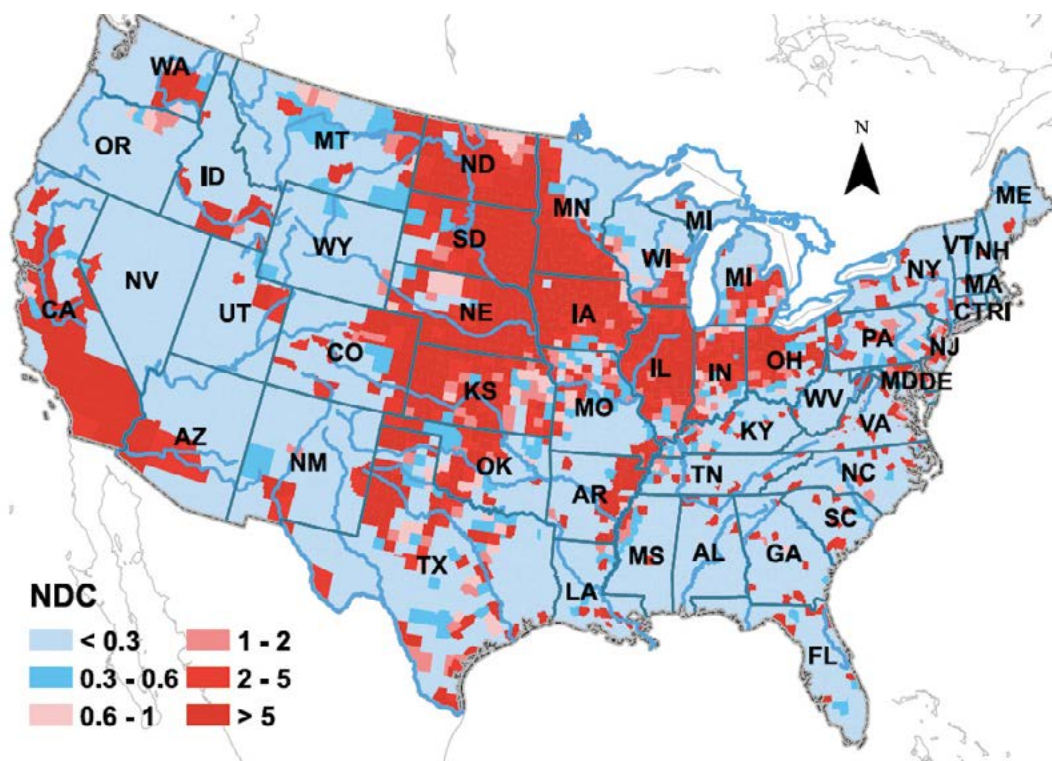 N
WA
MT
ND
OR
ID
MN
MI
ME
SD
WY
WI
MI
VT
NH
NY
MA
CT
RI
NV
NE
IA
PA
NJ
CA
UT
CO
IL
IN
OH
MD
DE
KS
MO
WV
VA
KY
AZ
NM
OK
TN
NC
AR
SC
MS
AL
GA
TX
LA
FL
NDC
< 0.3
1 - 2
0.3 - 0.6
2 - 5
0.6 - 1
> 5